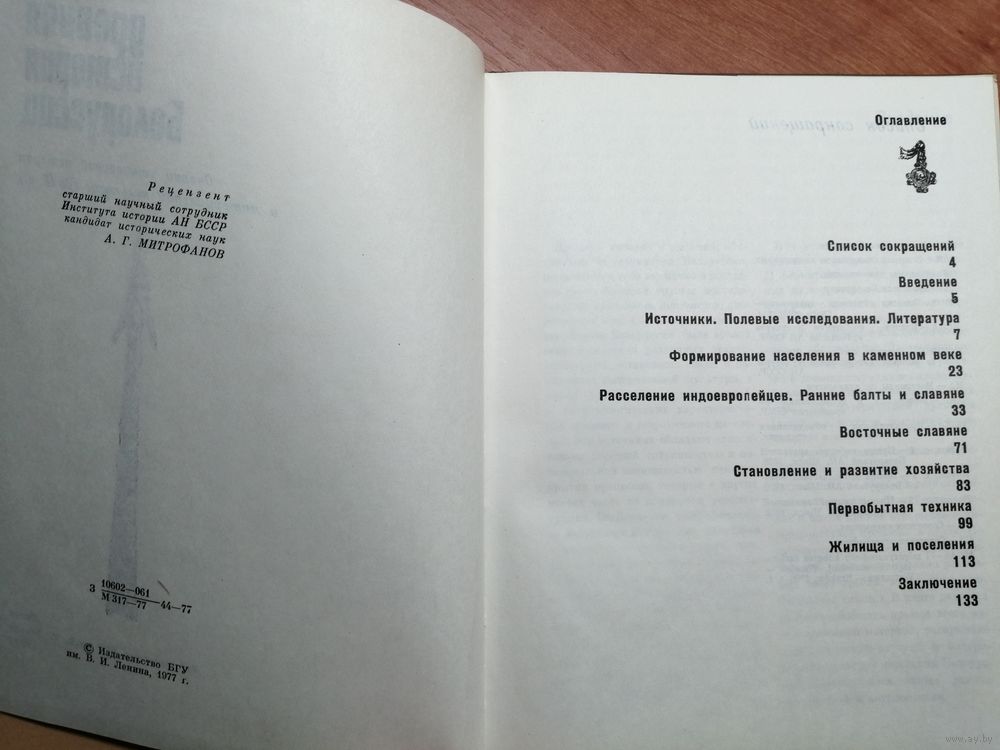 Рецензент
старший научный сотрудник
Института истории АН БССР
кандидат исторических наук
А. Г. МИТРОФАНОВ
З 10602—061
М 317—77 44—77
© Издательство БГУ
им. В. И. Ленина, 1977 г.
Оглавление
Список сокращений
4
Введение
5
Источники. Полевые исследования. Литература
7
Формирование населения в каменном веке
23
Расселение индоевропейцев. Ранние балты и славяне
33
Восточные славяне
71
Становление и развитие хозяйства
83
Первобытная техника
99
Жилища и поселения
113
Заключение
133
www.ay.by